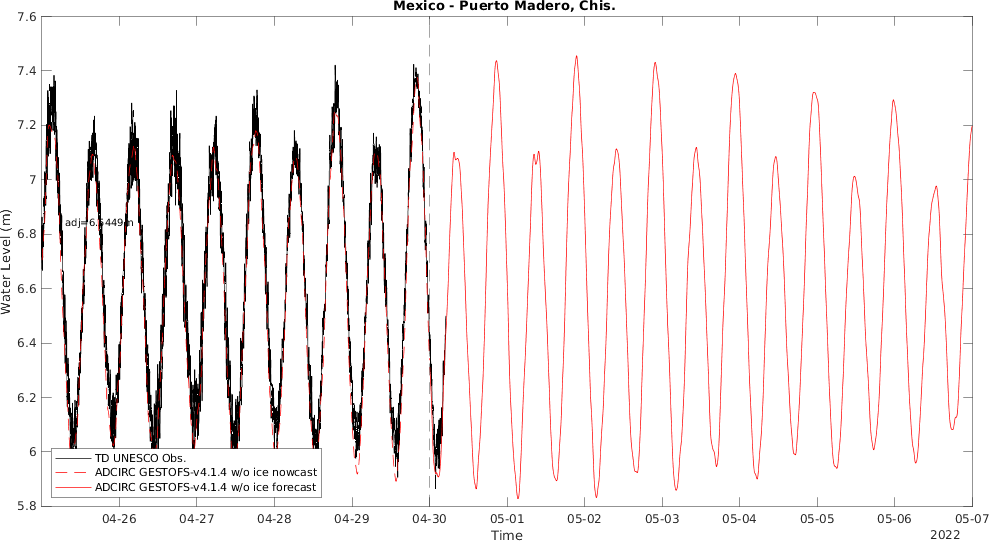 Mexico - Puerto Madero, Chis.
7.6
7.4
7.2
7
6.8
6.6
6.4
6.2
6
5.8
Water Level (m)
TD UNESCO Obs.
ADCIRC GESTOFS-v4.1.4 w/o ice nowcast
ADCIRC GESTOFS-v4.1.4 w/o ice forecast
04-26 04-27 04-28 04-29 04-30 05-01 05-02 05-03 05-04 05-05 05-06 05-07
Time
2022